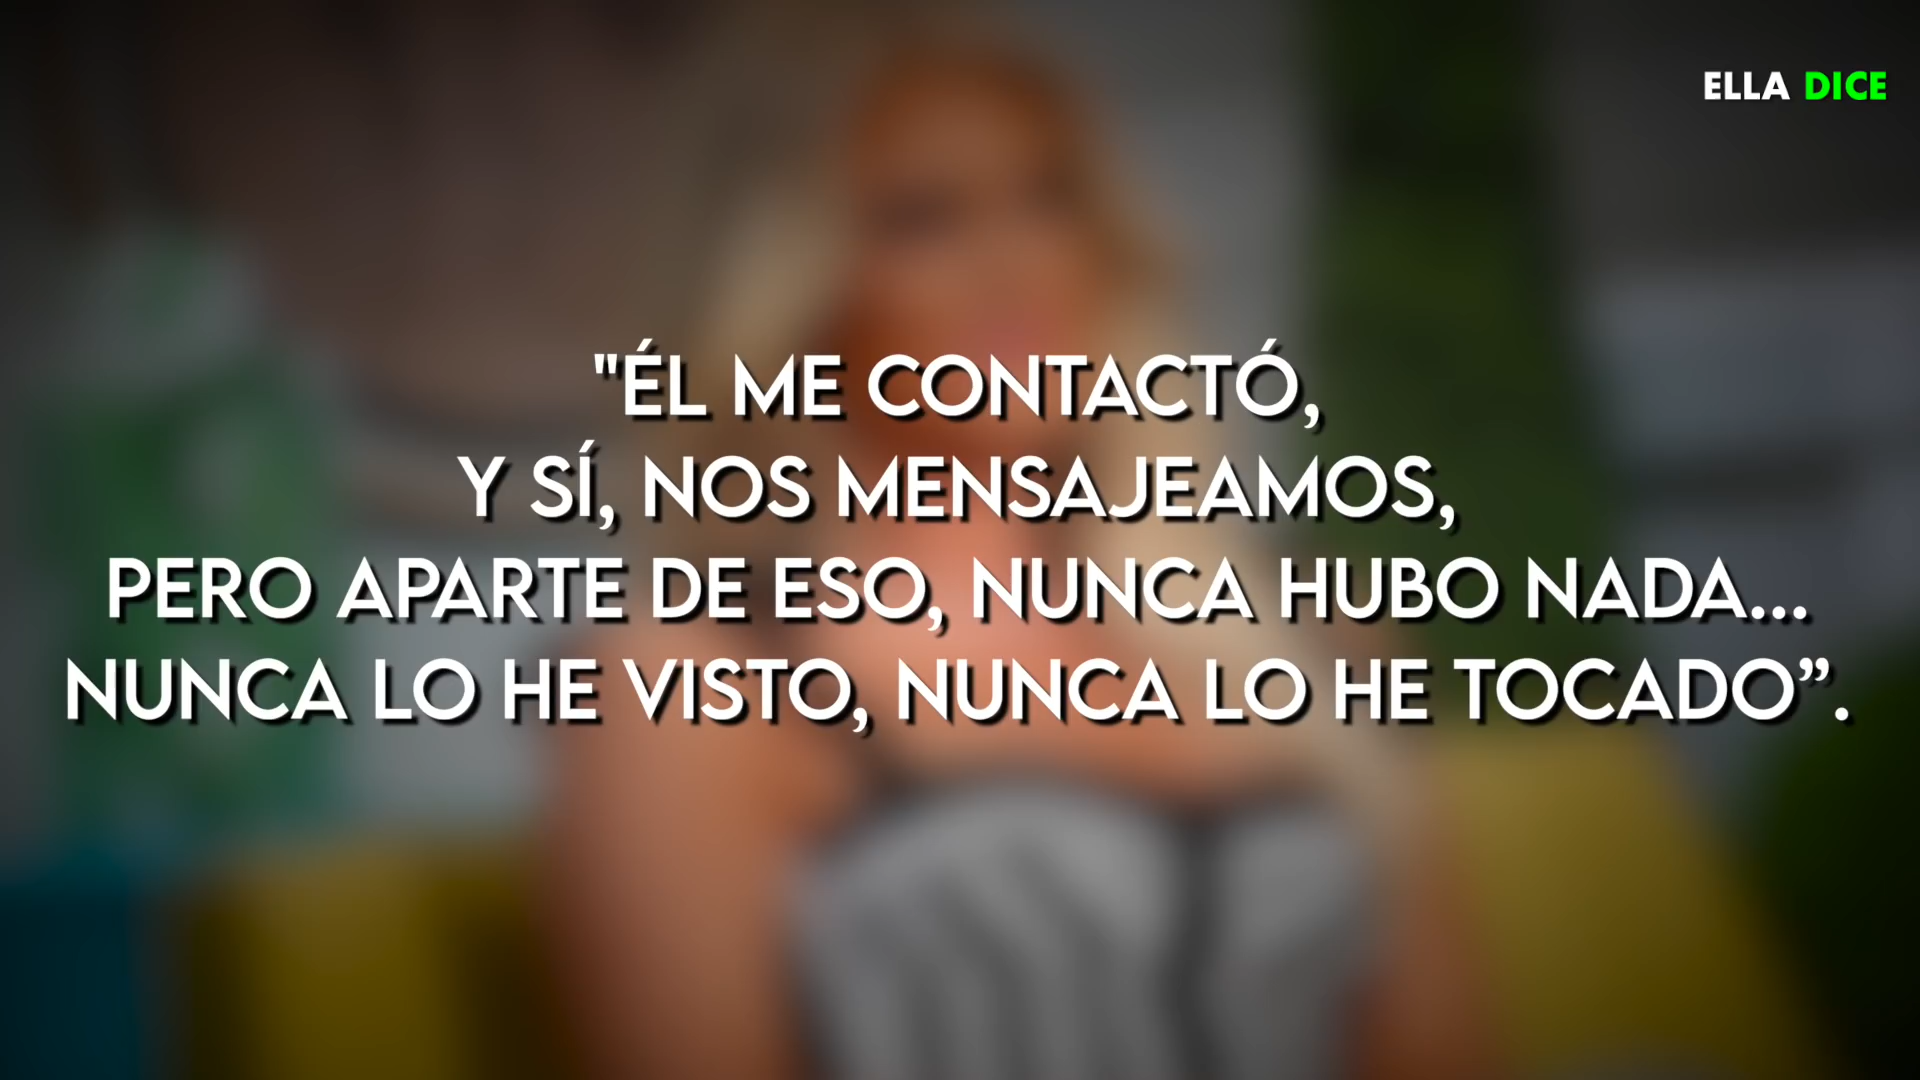 ELLA DICE
"ÉL ME CONTACTÓ,
Y SÍ, NOS MENSAJEAMOS,
PERO APARTE DE ESO, NUNCA HUBO NADA...
NUNCA LO HE VISTO, NUNCA LO HE TOCADO”.